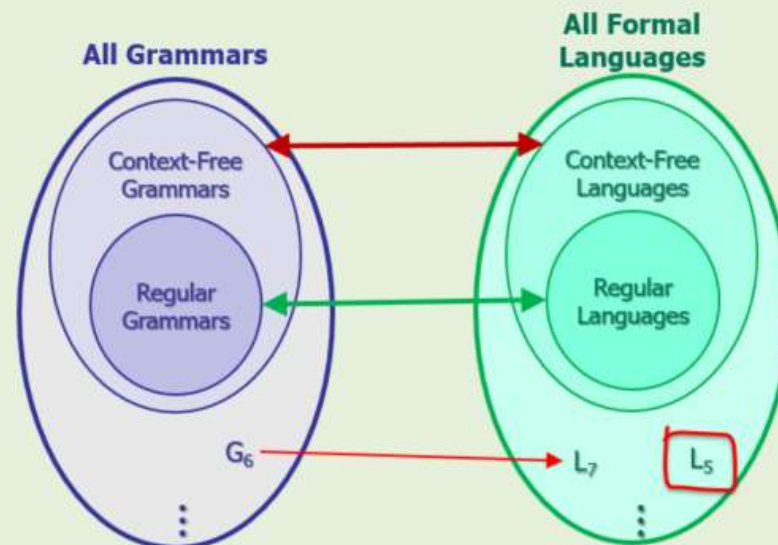 All Grammars
All Formal
Languages
Context-Free
Grammars
Context-Free
Languages
Regular
Grammars
Regular
Languages
G₆
L₇
L₅
⋮
⋮